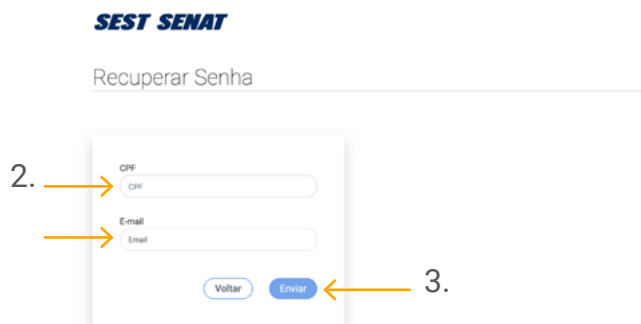 SEST SENAT
Recuperar Senha
CPF
2.
CPF
E-mail
Email
Voltar Enviar 3.